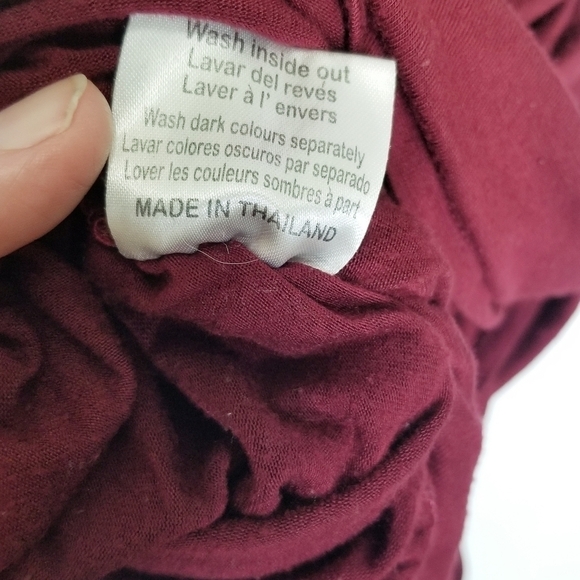 Wash inside out
Lavar del revés
Laver à l' envers
Wash dark colours separately
Lavar colores oscuros por separado
Lover les couleurs sombres à part
MADE IN THAILAND